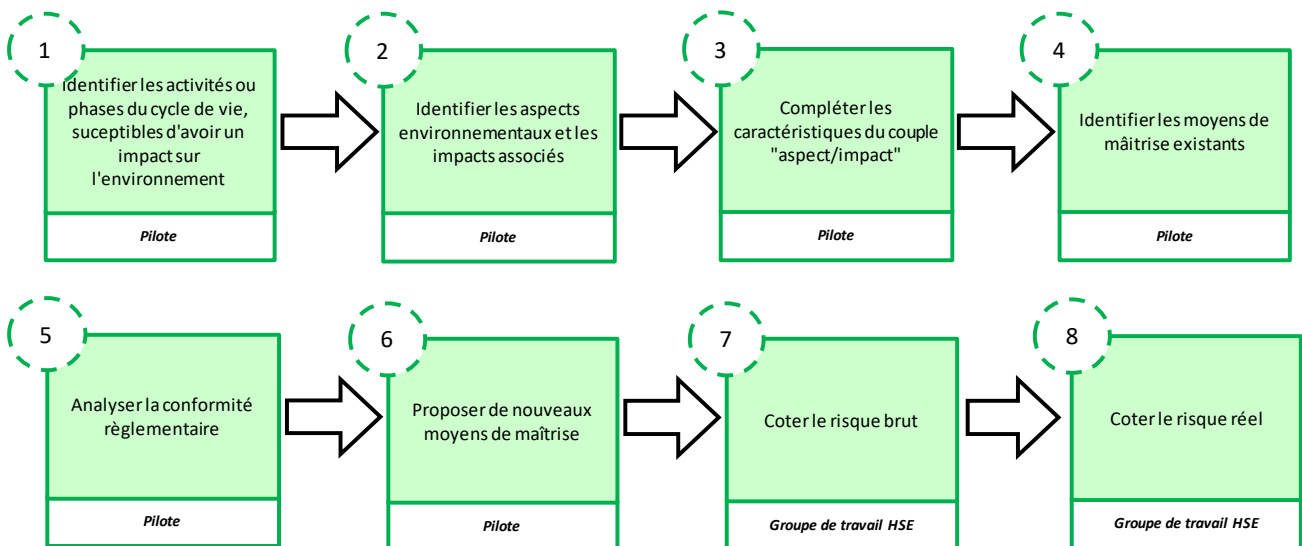 1
Identifier les activités ou
phases du cycle de vie,
suceptibles d'avoir un
impact sur
l'environnement
Pilote
2
Identifier les aspects
environnementaux et les
impacts associés
Pilote
3
Compléter les
caractéristiques du couple
"aspect/impact"
Pilote
4
Identifier les moyens de
mâitrise existants
Pilote
5
Analyser la conformité
règlementaire
Pilote
6
Proposer de nouveaux
moyens de maîtrise
Pilote
7
Coter le risque brut
Groupe de travail HSE
8
Coter le risque réel
Groupe de travail HSE